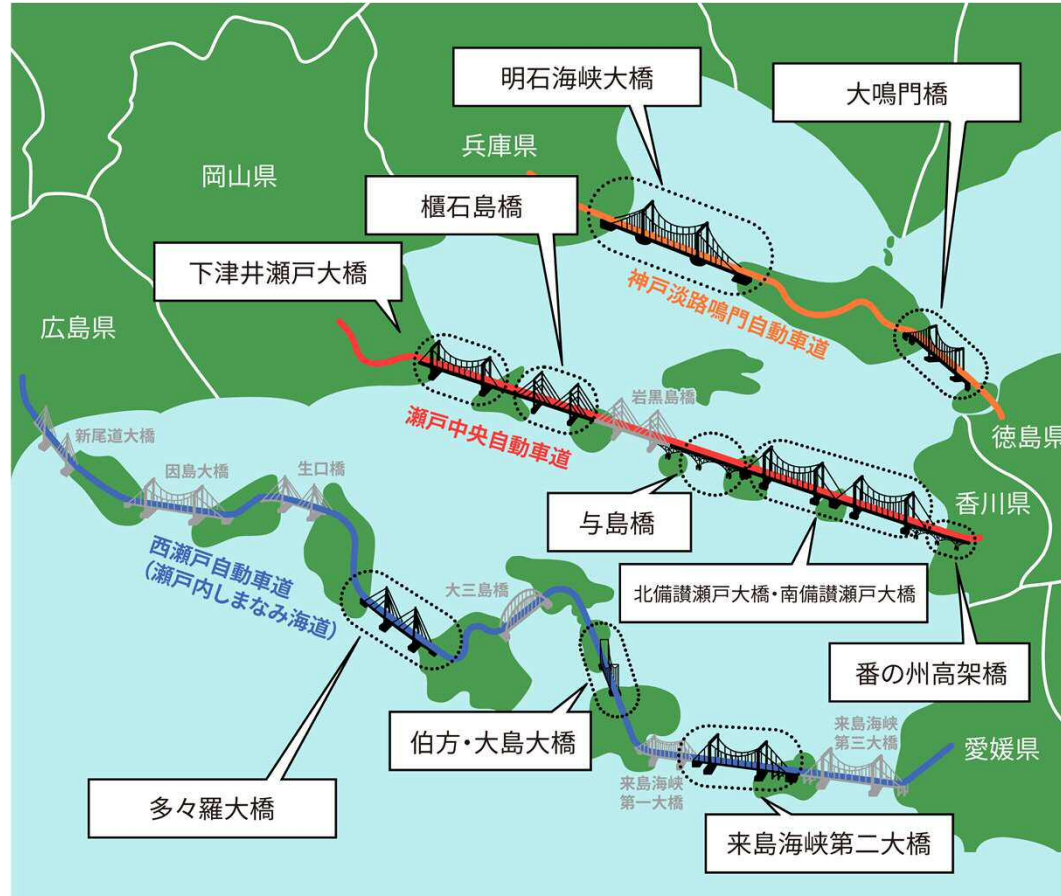 明石海峡大橋
大鳴門橋
兵庫県
岡山県
櫃石島橋
下津井瀬戸大橋
神戸淡路鳴門自動車道
広島県
岩黒島橋
瀬戸中央自動車道
徳島県
新尾道大橋
因島大橋
生口橋
香川県
与島橋
西瀬戸自動車道
(瀬戸内しまなみ海道)
大三島橋
北備讃瀬戸大橋・南備讃瀬戸大橋
番の州高架橋
伯方・大島大橋
来島海峡
第三大橋
愛媛県
来島海峡
第一大橋
多々羅大橋
来島海峡第二大橋